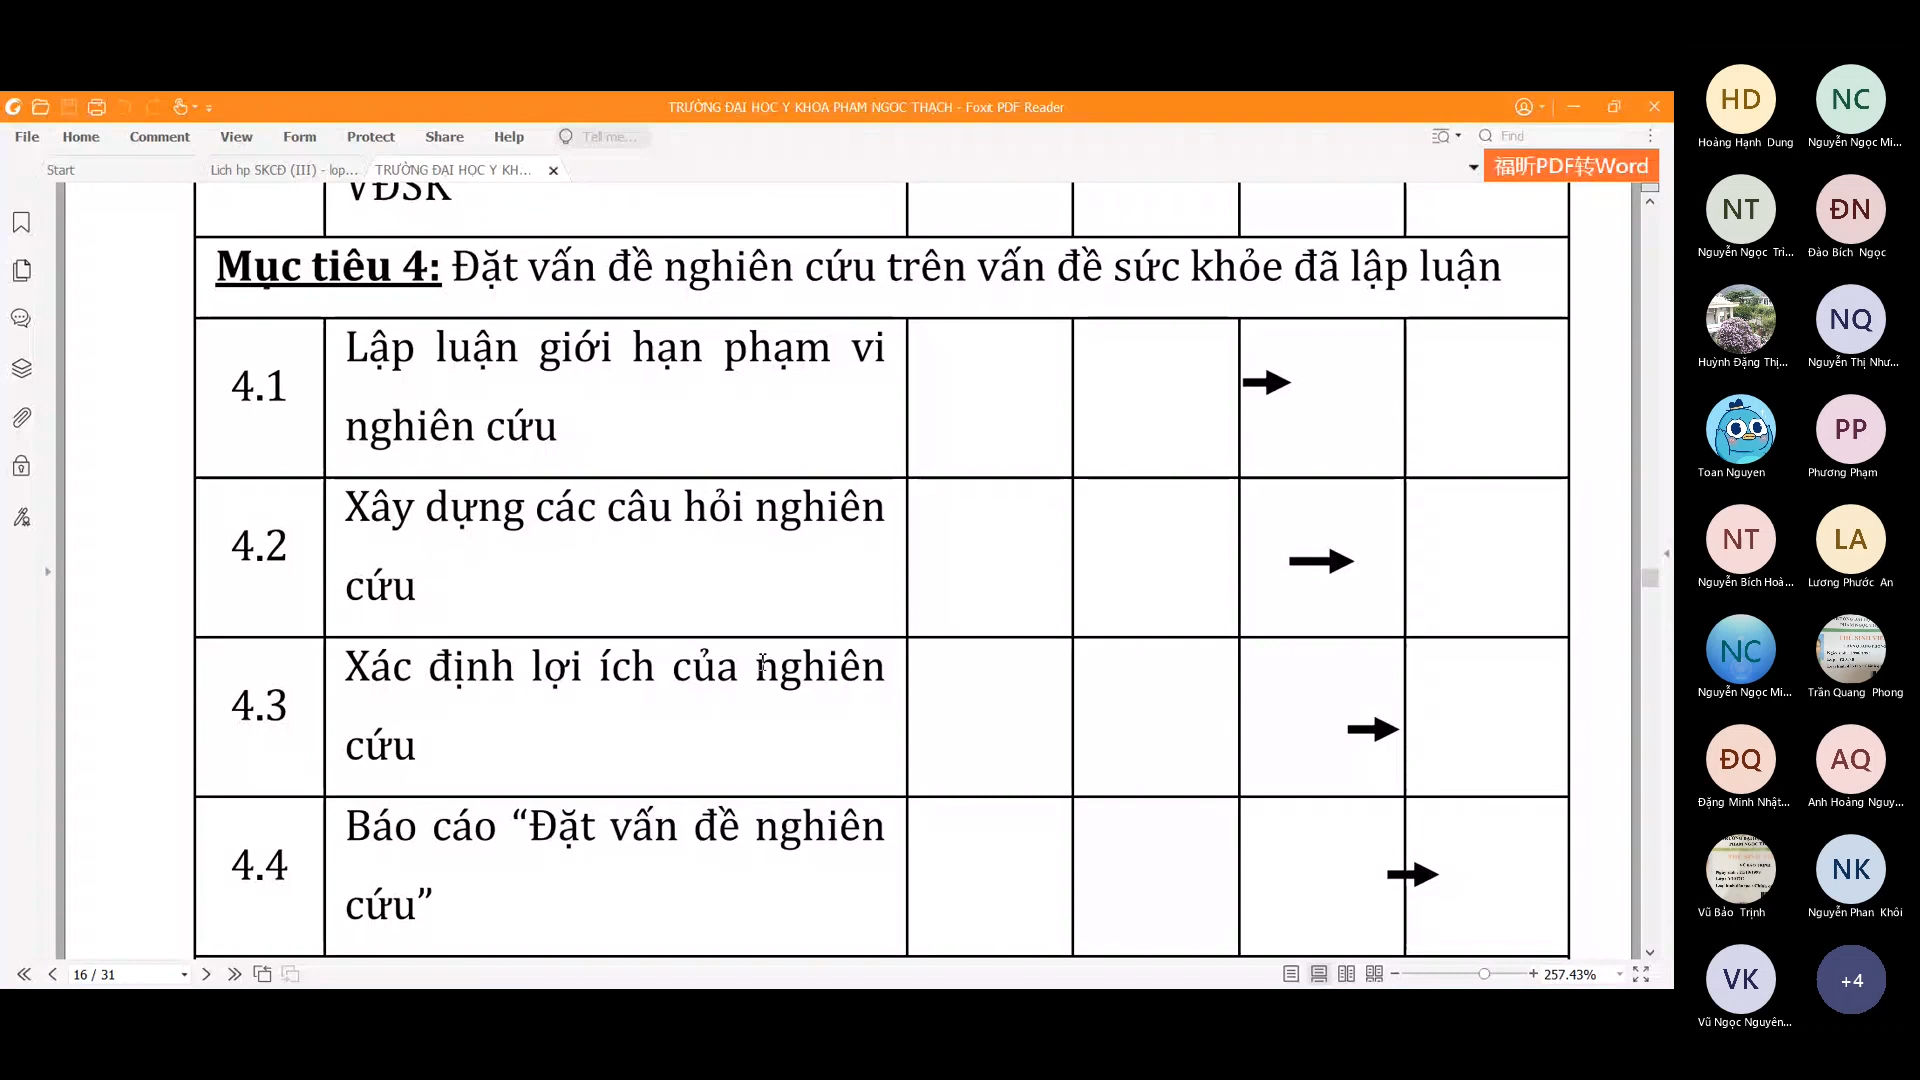 TRƯỜNG ĐẠI HỌC Y KHOA PHẠM NGỌC THẠCH - Foxit PDF Reader
File Home Comment View Form Protect Share Help Tell me... Find
Start Lich hp SKCĐ (III) - lop... TRƯỜNG ĐẠI HỌC Y KH... 福昕PDF转Word
VĐSK
Mục tiêu 4: Đặt vấn đề nghiên cứu trên vấn đề sức khỏe đã lập luận
4.1 Lập luận giới hạn phạm vi
nghiên cứu
4.2 Xây dựng các câu hỏi nghiên
cứu
4.3 Xác định lợi ích của nghiên
cứu
4.4 Báo cáo “Đặt vấn đề nghiên
cứu”
16 / 31 257.43%
HD NC
Hoàng Hạnh Dung Nguyễn Ngọc Mi...
NT ĐN
Nguyễn Ngọc Tri... Đào Bích Ngọc
NQ
Huỳnh Đặng Thị... Nguyễn Thị Như...
PP
Toan Nguyen Phương Phạm
NT LA
Nguyễn Bích Hoà... Lương Phước An
NC
Nguyễn Ngọc Mi... Trần Quang Phong
ĐQ AQ
Đặng Minh Nhật... Anh Hoàng Nguy...
NK
Vũ Bảo Trịnh Nguyễn Phan Khôi
VK +4
Vũ Ngọc Nguyên...